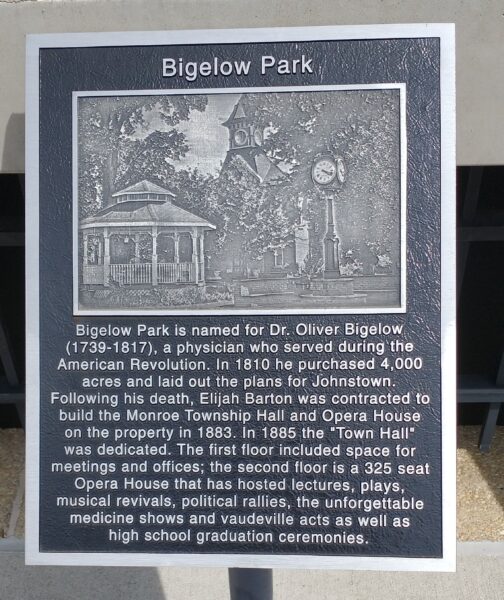 Bigelow Park
Bigelow Park is named for Dr. Oliver Bigelow
(1739-1817), a physician who served during the
American Revolution. In 1810 he purchased 4,000
acres and laid out the plans for Johnstown.
Following his death, Elijah Barton was contracted to
build the Monroe Township Hall and Opera House
on the property in 1883. In 1885 the "Town Hall"
was dedicated. The first floor included space for
meetings and offices; the second floor is a 325 seat
Opera House that has hosted lectures, plays,
musical revivals, political rallies, the unforgettable
medicine shows and vaudeville acts as well as
high school graduation ceremonies.